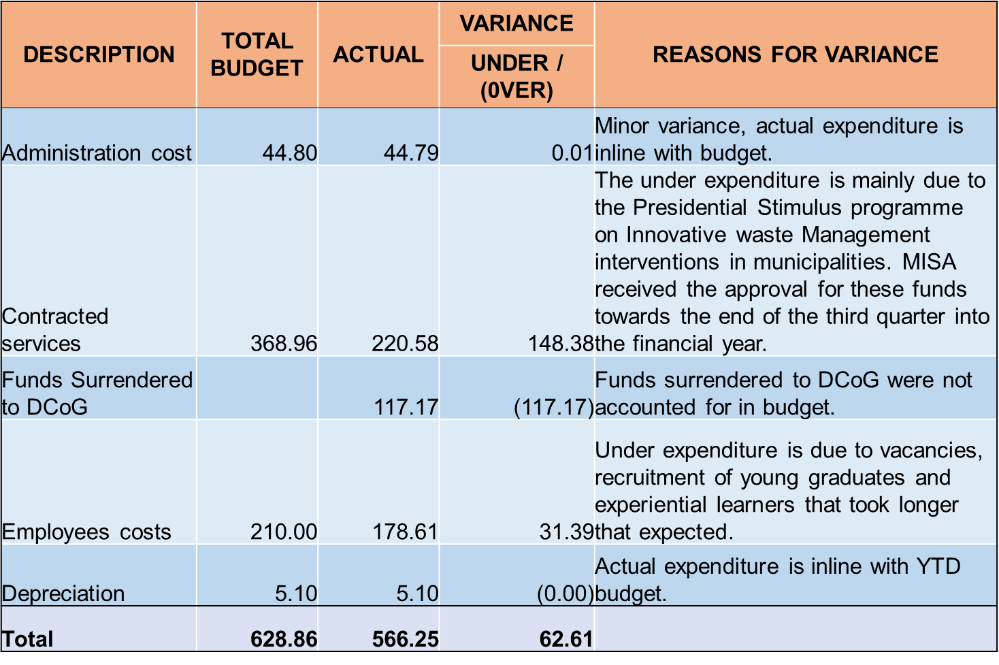 DESCRIPTION
TOTAL
BUDGET
ACTUAL
VARIANCE
UNDER /
(0VER)
REASONS FOR VARIANCE
Administration cost
44.80
44.79
0.01
Minor variance, actual expenditure is
inline with budget.
Contracted
services
368.96
220.58
148.38
The under expenditure is mainly due to
the Presidential Stimulus programme
on Innovative waste Management
interventions in municipalities. MISA
received the approval for these funds
towards the end of the third quarter into
the financial year.
Funds Surrendered
to DCoG
117.17
(117.17)
Funds surrendered to DCoG were not
accounted for in budget.
Employees costs
210.00
178.61
31.39
Under expenditure is due to vacancies,
recruitment of young graduates and
experiential learners that took longer
that expected.
Depreciation
5.10
5.10
(0.00)
Actual expenditure is inline with YTD
budget.
Total
628.86
566.25
62.61